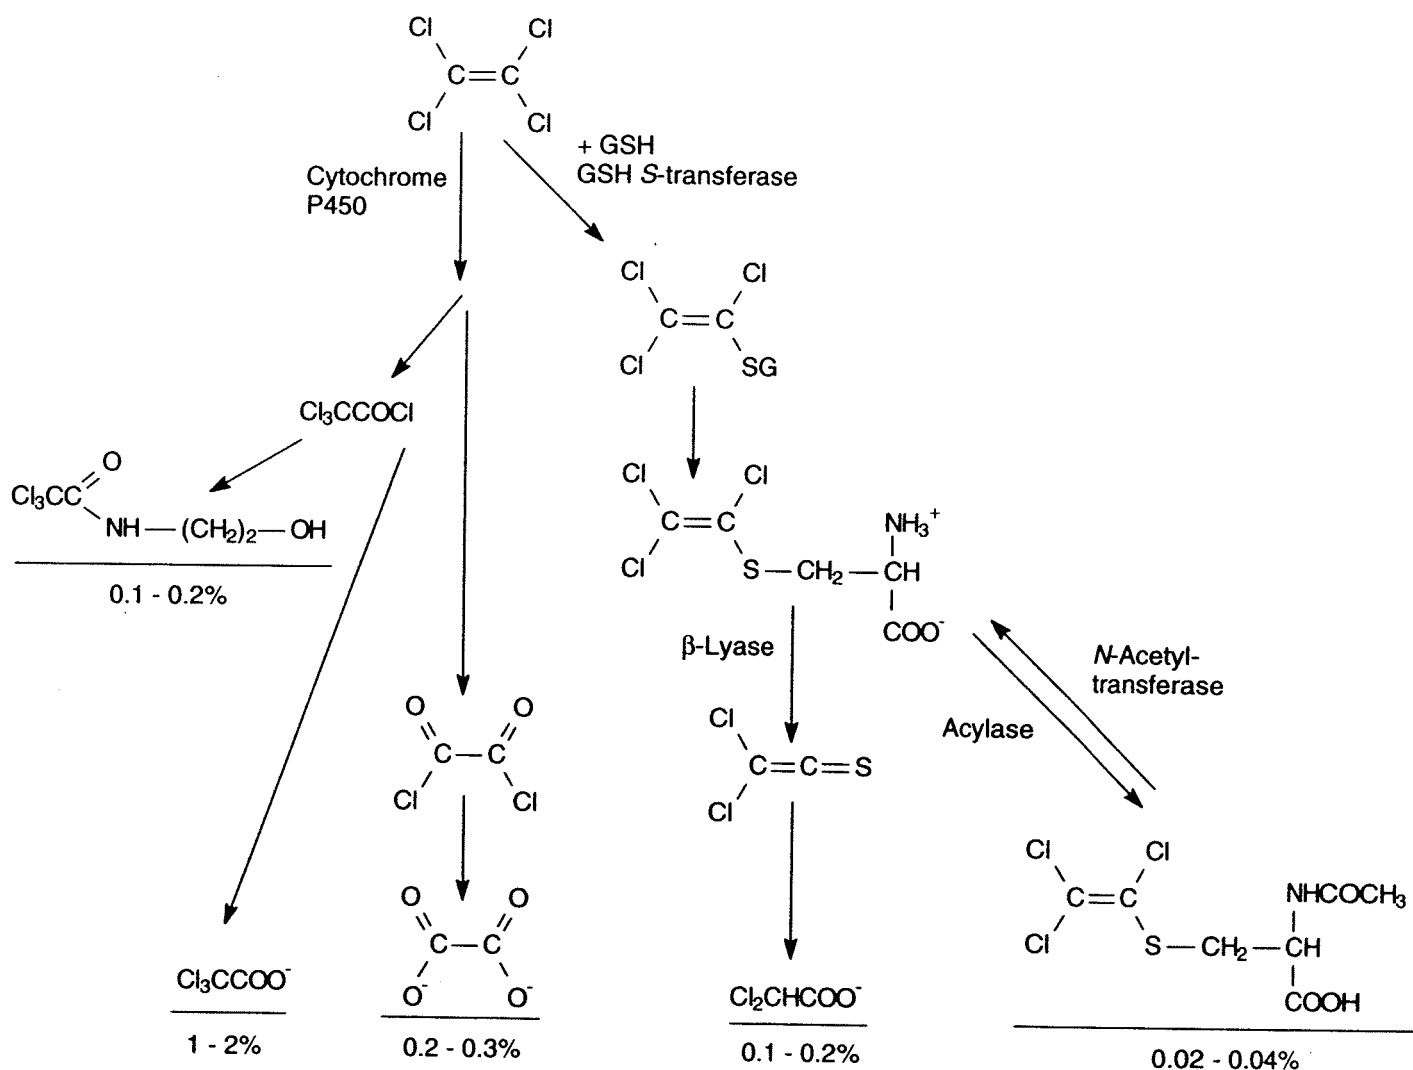 Cl Cl
C=C
Cl Cl
+ GSH
GSH S-transferase
Cytochrome
P450
Cl Cl
C=C
Cl SG
Cl₃CCOCl
O
Cl₃CC
NH—(CH₂)₂—OH
0.1 - 0.2%
Cl Cl
C=C
Cl S—CH₂—CH
NH₃⁺
COO⁻
β-Lyase
N-Acetyl-
transferase
Acylase
O O
C—C
Cl Cl
Cl
C=C=S
Cl
O O
C—C
O⁻ O⁻
Cl Cl
C=C
Cl S—CH₂—CH
NHCOCH₃
COOH
Cl₃CCOO⁻
1 - 2%
0.2 - 0.3%
Cl₂CHCOO⁻
0.1 - 0.2%
0.02 - 0.04%